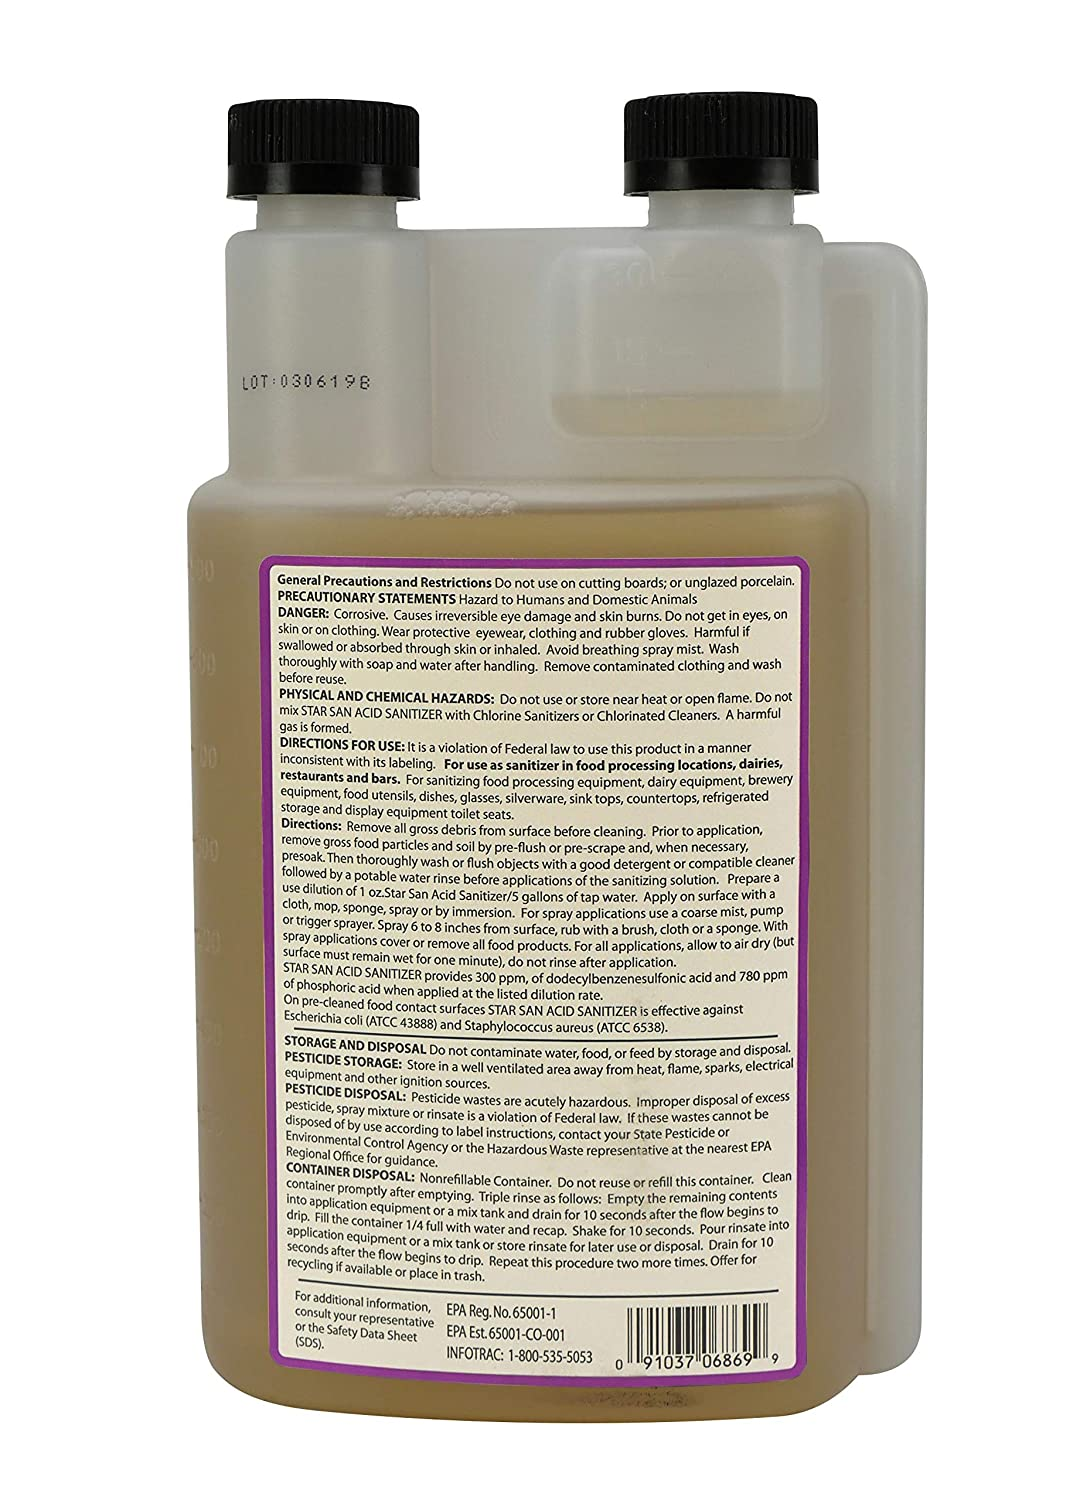 LOT:030619B
General Precautions and Restrictions Do not use on cutting boards; or unglazed porcelain.
PRECAUTIONARY STATEMENTS Hazard to Humans and Domestic Animals
DANGER: Corrosive. Causes irreversible eye damage and skin burns. Do not get in eyes, on
skin or on clothing. Wear protective eyewear, clothing and rubber gloves. Harmful if
swallowed or absorbed through skin or inhaled. Avoid breathing spray mist. Wash
thoroughly with soap and water after handling. Remove contaminated clothing and wash
before reuse.
PHYSICAL AND CHEMICAL HAZARDS: Do not use or store near heat or open flame. Do not
mix STAR SAN ACID SANITIZER with Chlorine Sanitizers or Chlorinated Cleaners. A harmful
gas is formed.
DIRECTIONS FOR USE: It is a violation of Federal law to use this product in a manner
inconsistent with its labeling. For use as sanitizer in food processing locations, dairies,
restaurants and bars. For sanitizing food processing equipment, dairy equipment, brewery
equipment, food utensils, dishes, glasses, silverware, sink tops, countertops, refrigerated
storage and display equipment toilet seats.
Directions: Remove all gross debris from surface before cleaning. Prior to application,
remove gross food particles and soil by pre-flush or pre-scrape and, when necessary,
presoak. Then thoroughly wash or flush objects with a good detergent or compatible cleaner
followed by a potable water rinse before applications of the sanitizing solution. Prepare a
use dilution of 1 oz.Star San Acid Sanitizer/5 gallons of tap water. Apply on surface with a
cloth, mop, sponge, spray or by immersion. For spray applications use a coarse mist, pump
or trigger sprayer. Spray 6 to 8 inches from surface, rub with a brush, cloth or a sponge. With
spray applications cover or remove all food products. For all applications, allow to air dry (but
surface must remain wet for one minute), do not rinse after application.
STAR SAN ACID SANITIZER provides 300 ppm, of dodecylbenzenesulfonic acid and 780 ppm
of phosphoric acid when applied at the listed dilution rate.
On pre-cleaned food contact surfaces STAR SAN ACID SANITIZER is effective against
Escherichia coli (ATCC 43888) and Staphylococcus aureus (ATCC 6538).
STORAGE AND DISPOSAL Do not contaminate water, food, or feed by storage and disposal.
PESTICIDE STORAGE: Store in a well ventilated area away from heat, flame, sparks, electrical
equipment and other ignition sources.
PESTICIDE DISPOSAL: Pesticide wastes are acutely hazardous. Improper disposal of excess
pesticide, spray mixture or rinsate is a violation of Federal law. If these wastes cannot be
disposed of by use according to label instructions, contact your State Pesticide or
Environmental Control Agency or the Hazardous Waste representative at the nearest EPA
Regional Office for guidance.
CONTAINER DISPOSAL: Nonrefillable Container. Do not reuse or refill this container. Clean
container promptly after emptying. Triple rinse as follows: Empty the remaining contents
into application equipment or a mix tank and drain for 10 seconds after the flow begins to
drip. Fill the container 1/4 full with water and recap. Shake for 10 seconds. Pour rinsate into
application equipment or a mix tank or store rinsate for later use or disposal. Drain for 10
seconds after the flow begins to drip. Repeat this procedure two more times. Offer for
recycling if available or place in trash.
For additional information,
consult your representative
or the Safety Data Sheet
(SDS).
EPA Reg. No. 65001-1
EPA Est. 65001-CO-001
INFOTRAC: 1-800-535-5053
0 91037 06869 9